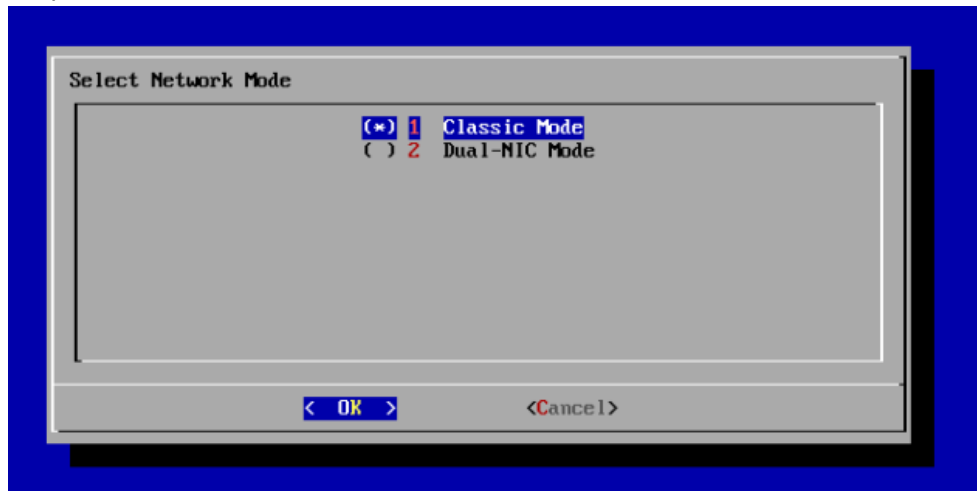 Select Network Mode
(*) 1 Classic Mode
( ) 2 Dual-NIC Mode
< OK > <Cancel>